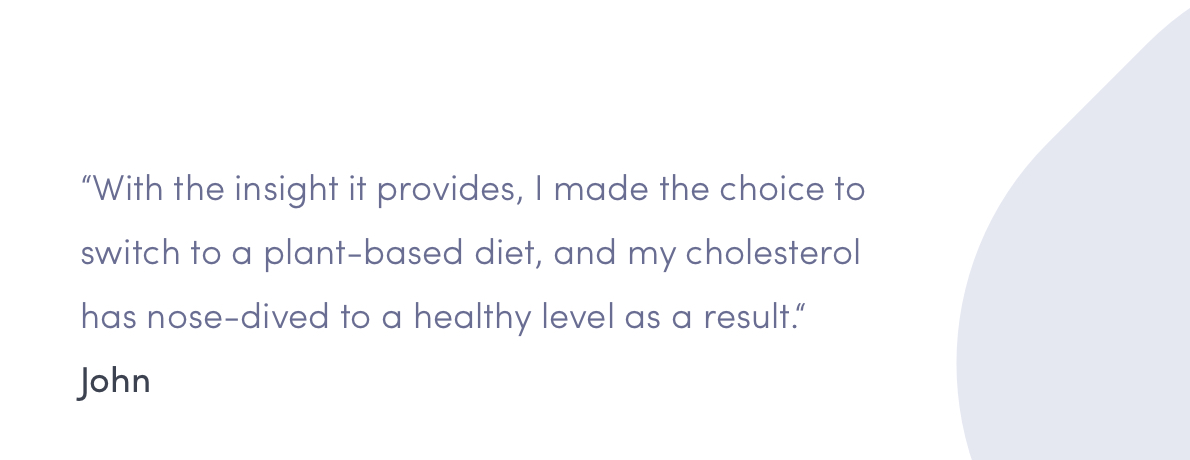 “With the insight it provides, I made the choice to
switch to a plant-based diet, and my cholesterol
has nose-dived to a healthy level as a result.“
John